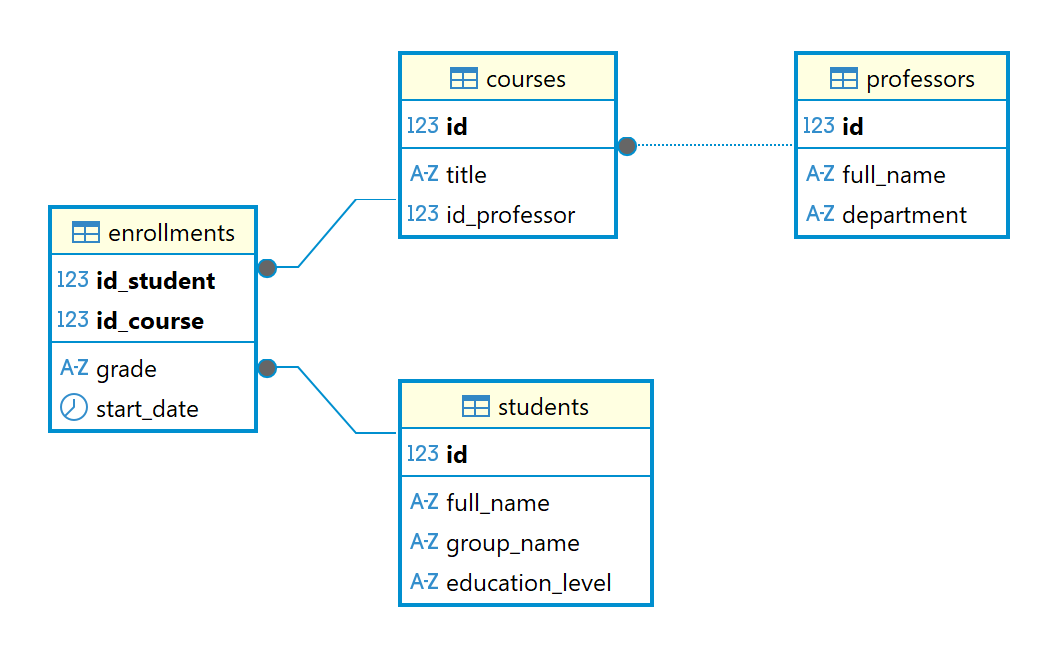 courses
123 id
A-Z title
123 id_professor
professors
123 id
A-Z full_name
A-Z department
enrollments
123 id_student
123 id_course
A-Z grade
start_date
students
123 id
A-Z full_name
A-Z group_name
A-Z education_level